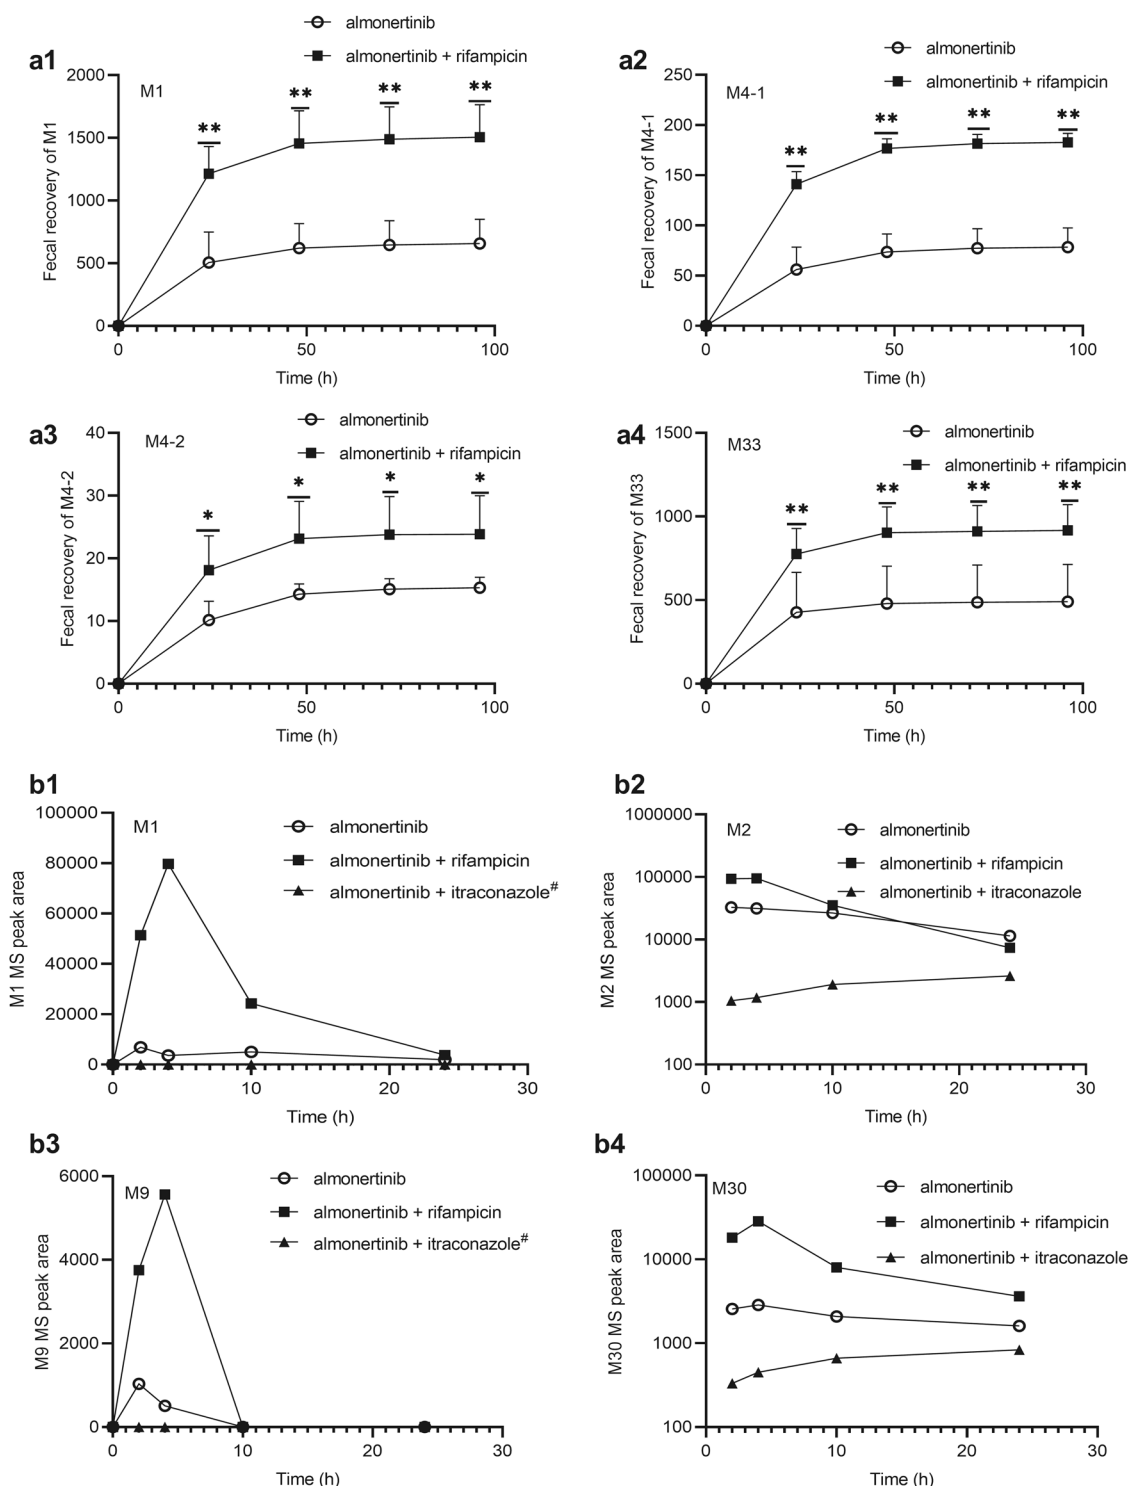 almonertinib
almonertinib + rifampicin
a1
M1
2000
1500
1000
500
0
Fecal recovery of M1
** ** ** **
0 50 100
Time (h)
almonertinib
almonertinib + rifampicin
a2
M4-1
250
200
150
100
50
0
Fecal recovery of M4-1
** ** ** **
0 50 100
Time (h)
almonertinib
almonertinib + rifampicin
a3
M4-2
40
30
20
10
0
Fecal recovery of M4-2
* * * *
0 50 100
Time (h)
almonertinib
almonertinib + rifampicin
a4
M33
1500
1000
500
0
Fecal recovery of M33
** ** ** **
0 50 100
Time (h)
b1
M1
almonertinib
almonertinib + rifampicin
almonertinib + itraconazole#
100000
80000
60000
40000
20000
0
M1 MS peak area
0 10 20 30
Time (h)
b2
M2
almonertinib
almonertinib + rifampicin
almonertinib + itraconazole
1000000
100000
10000
1000
100
M2 MS peak area
0 10 20 30
Time (h)
b3
M9
almonertinib
almonertinib + rifampicin
almonertinib + itraconazole#
6000
4000
2000
0
M9 MS peak area
0 10 20 30
Time (h)
b4
M30
almonertinib
almonertinib + rifampicin
almonertinib + itraconazole
100000
10000
1000
100
M30 MS peak area
0 10 20 30
Time (h)